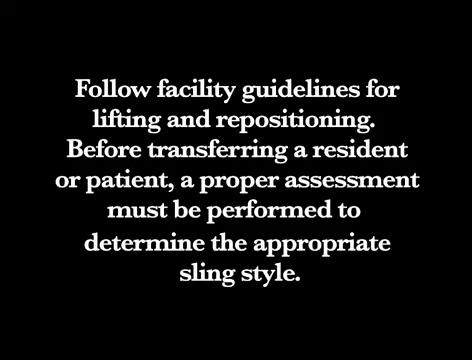 Follow facility guidelines for
lifting and repositioning.
Before transferring a resident
or patient, a proper assessment
must be performed to
determine the appropriate
sling style.